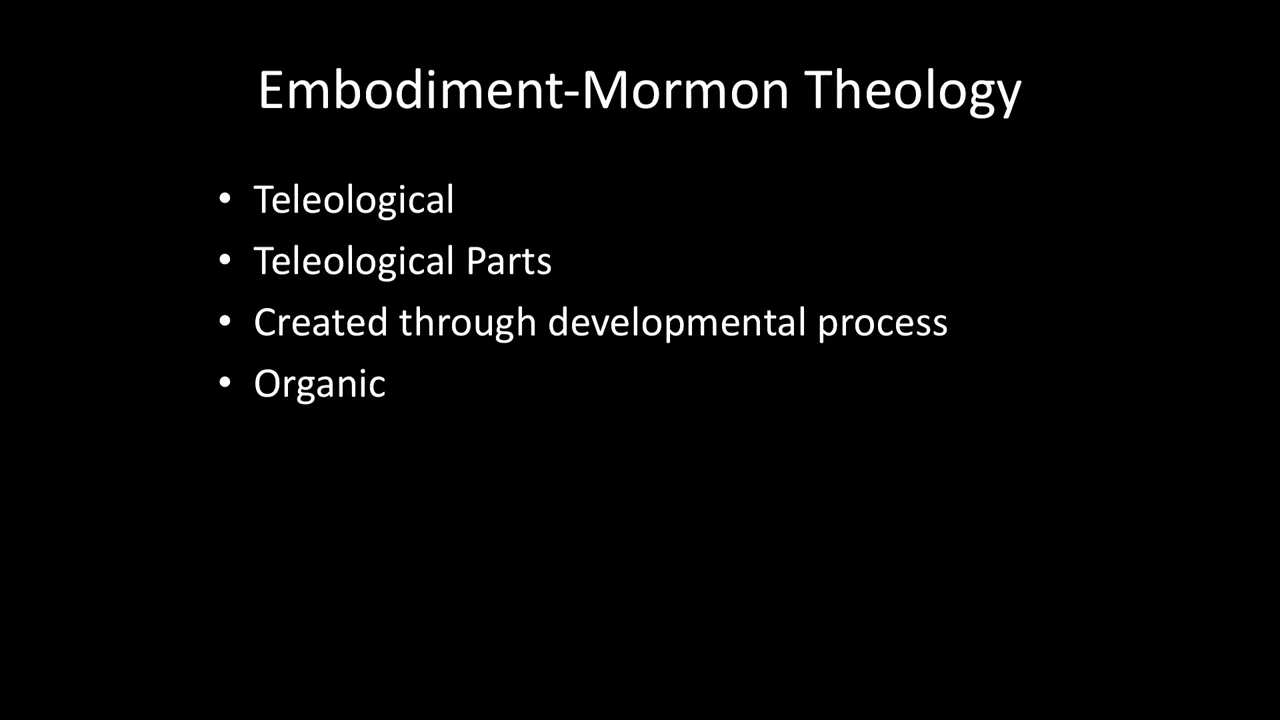 Embodiment-Mormon Theology
• Teleological
• Teleological Parts
• Created through developmental process
• Organic